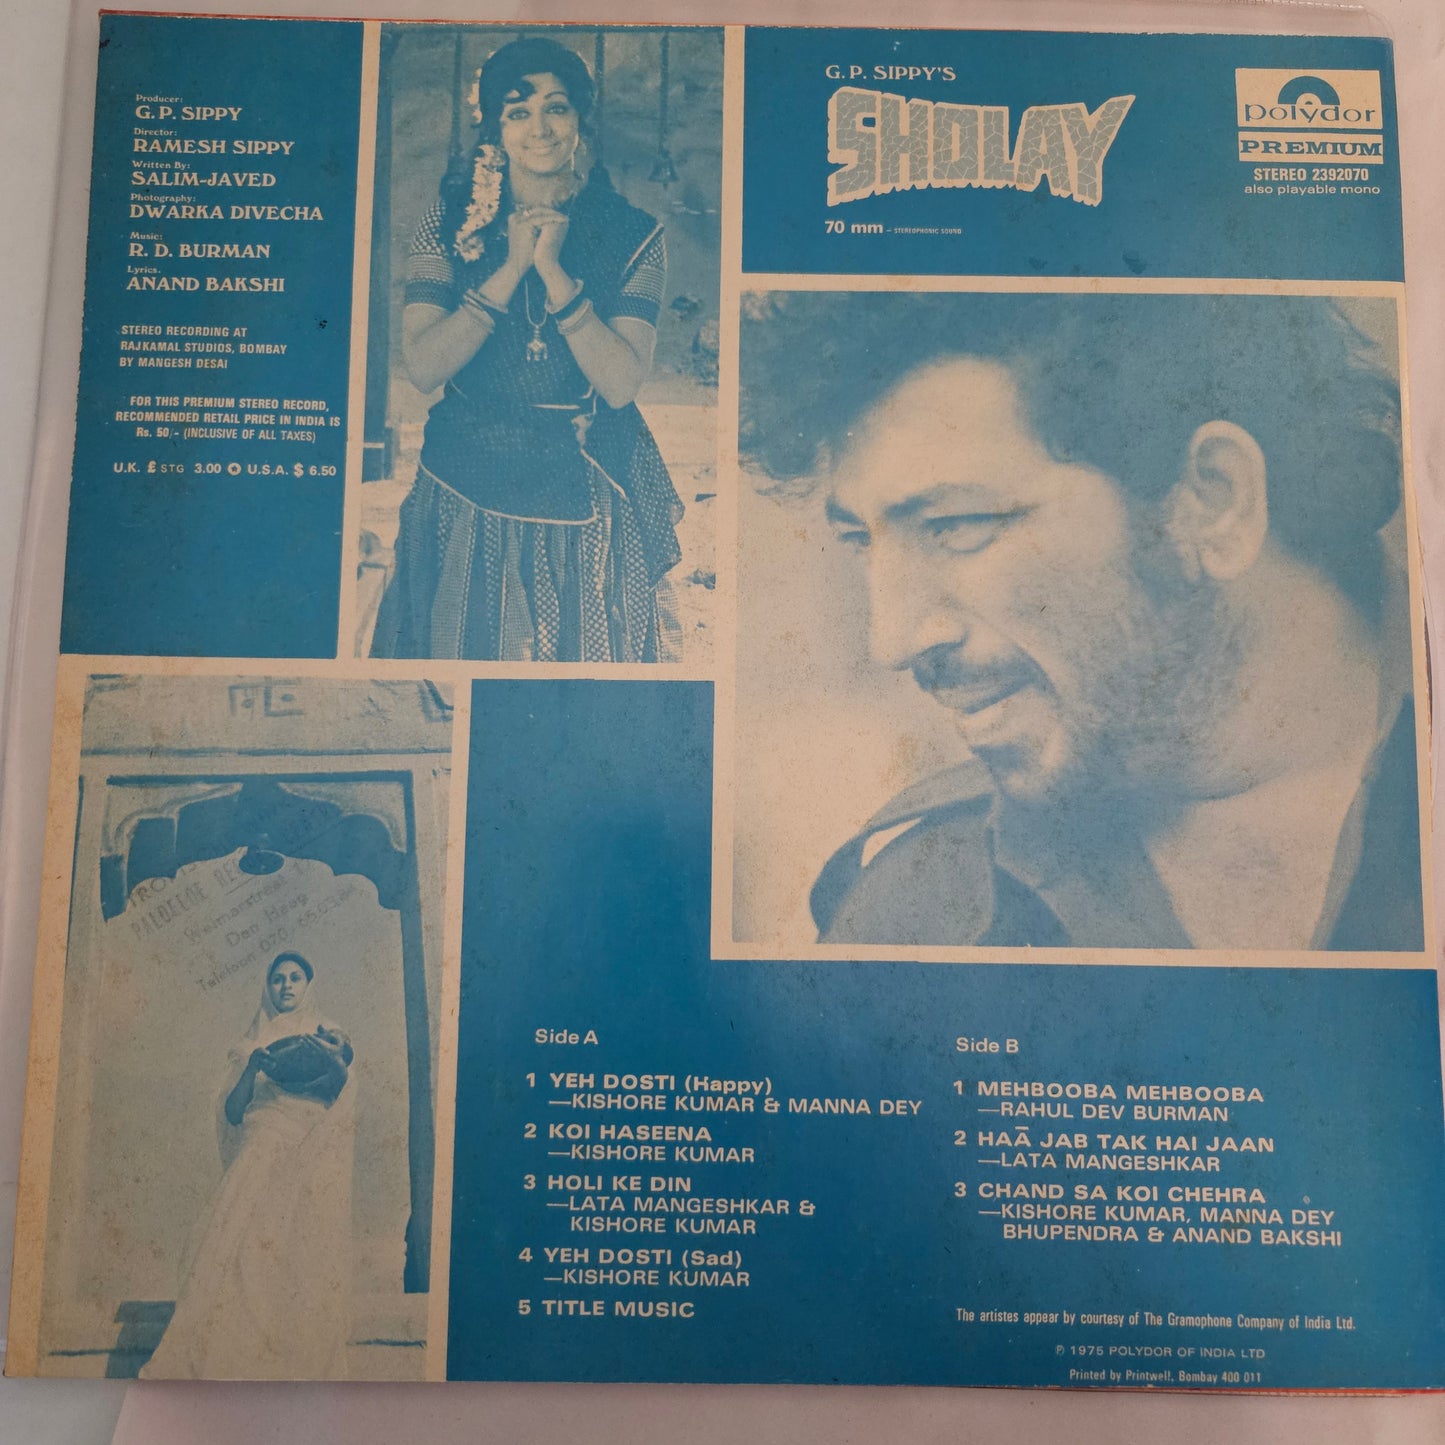 Producer:
G. P. SIPPY
Director:
RAMESH SIPPY
Written By:
SALIM-JAVED
Photography:
DWARKA DIVECHA
Music:
R. D. BURMAN
Lyrics.
ANAND BAKSHI
STEREO RECORDING AT
RAJKAMAL STUDIOS, BOMBAY
BY MANGESH DESAI
FOR THIS PREMIUM STEREO RECORD,
RECOMMENDED RETAIL PRICE IN INDIA IS
Rs. 50/- (INCLUSIVE OF ALL TAXES)
U.K. £ STG 3.00 U.S.A. $ 6.50
G. P. SIPPY'S
SHOLAY
70 mm – STEREOPHONIC SOUND
polydor
PREMIUM
STEREO 2392070
also playable mono
Den Haag
Telefoon 070
Side A
1 YEH DOSTI (Happy)
—KISHORE KUMAR & MANNA DEY
2 KOI HASEENA
—KISHORE KUMAR
3 HOLI KE DIN
—LATA MANGESHKAR &
KISHORE KUMAR
4 YEH DOSTI (Sad)
—KISHORE KUMAR
5 TITLE MUSIC
Side B
1 MEHBOOBA MEHBOOBA
—RAHUL DEV BURMAN
2 HAĀ JAB TAK HAI JAAN
—LATA MANGESHKAR
3 CHAND SA KOI CHEHRA
—KISHORE KUMAR, MANNA DEY
BHUPENDRA & ANAND BAKSHI
The artistes appear by courtesy of The Gramophone Company of India Ltd.
℗ 1975 POLYDOR OF INDIA LTD
Printed by Printwell, Bombay 400 011